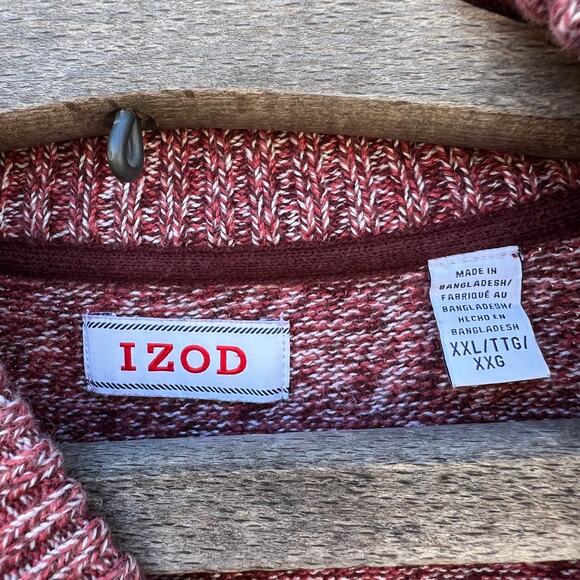 IZOD
MADE IN
BANGLADESH/
FABRIQUÉ AU
BANGLADESH/
HECHO EN
BANGLADESH
XXL/TTG/
XXG